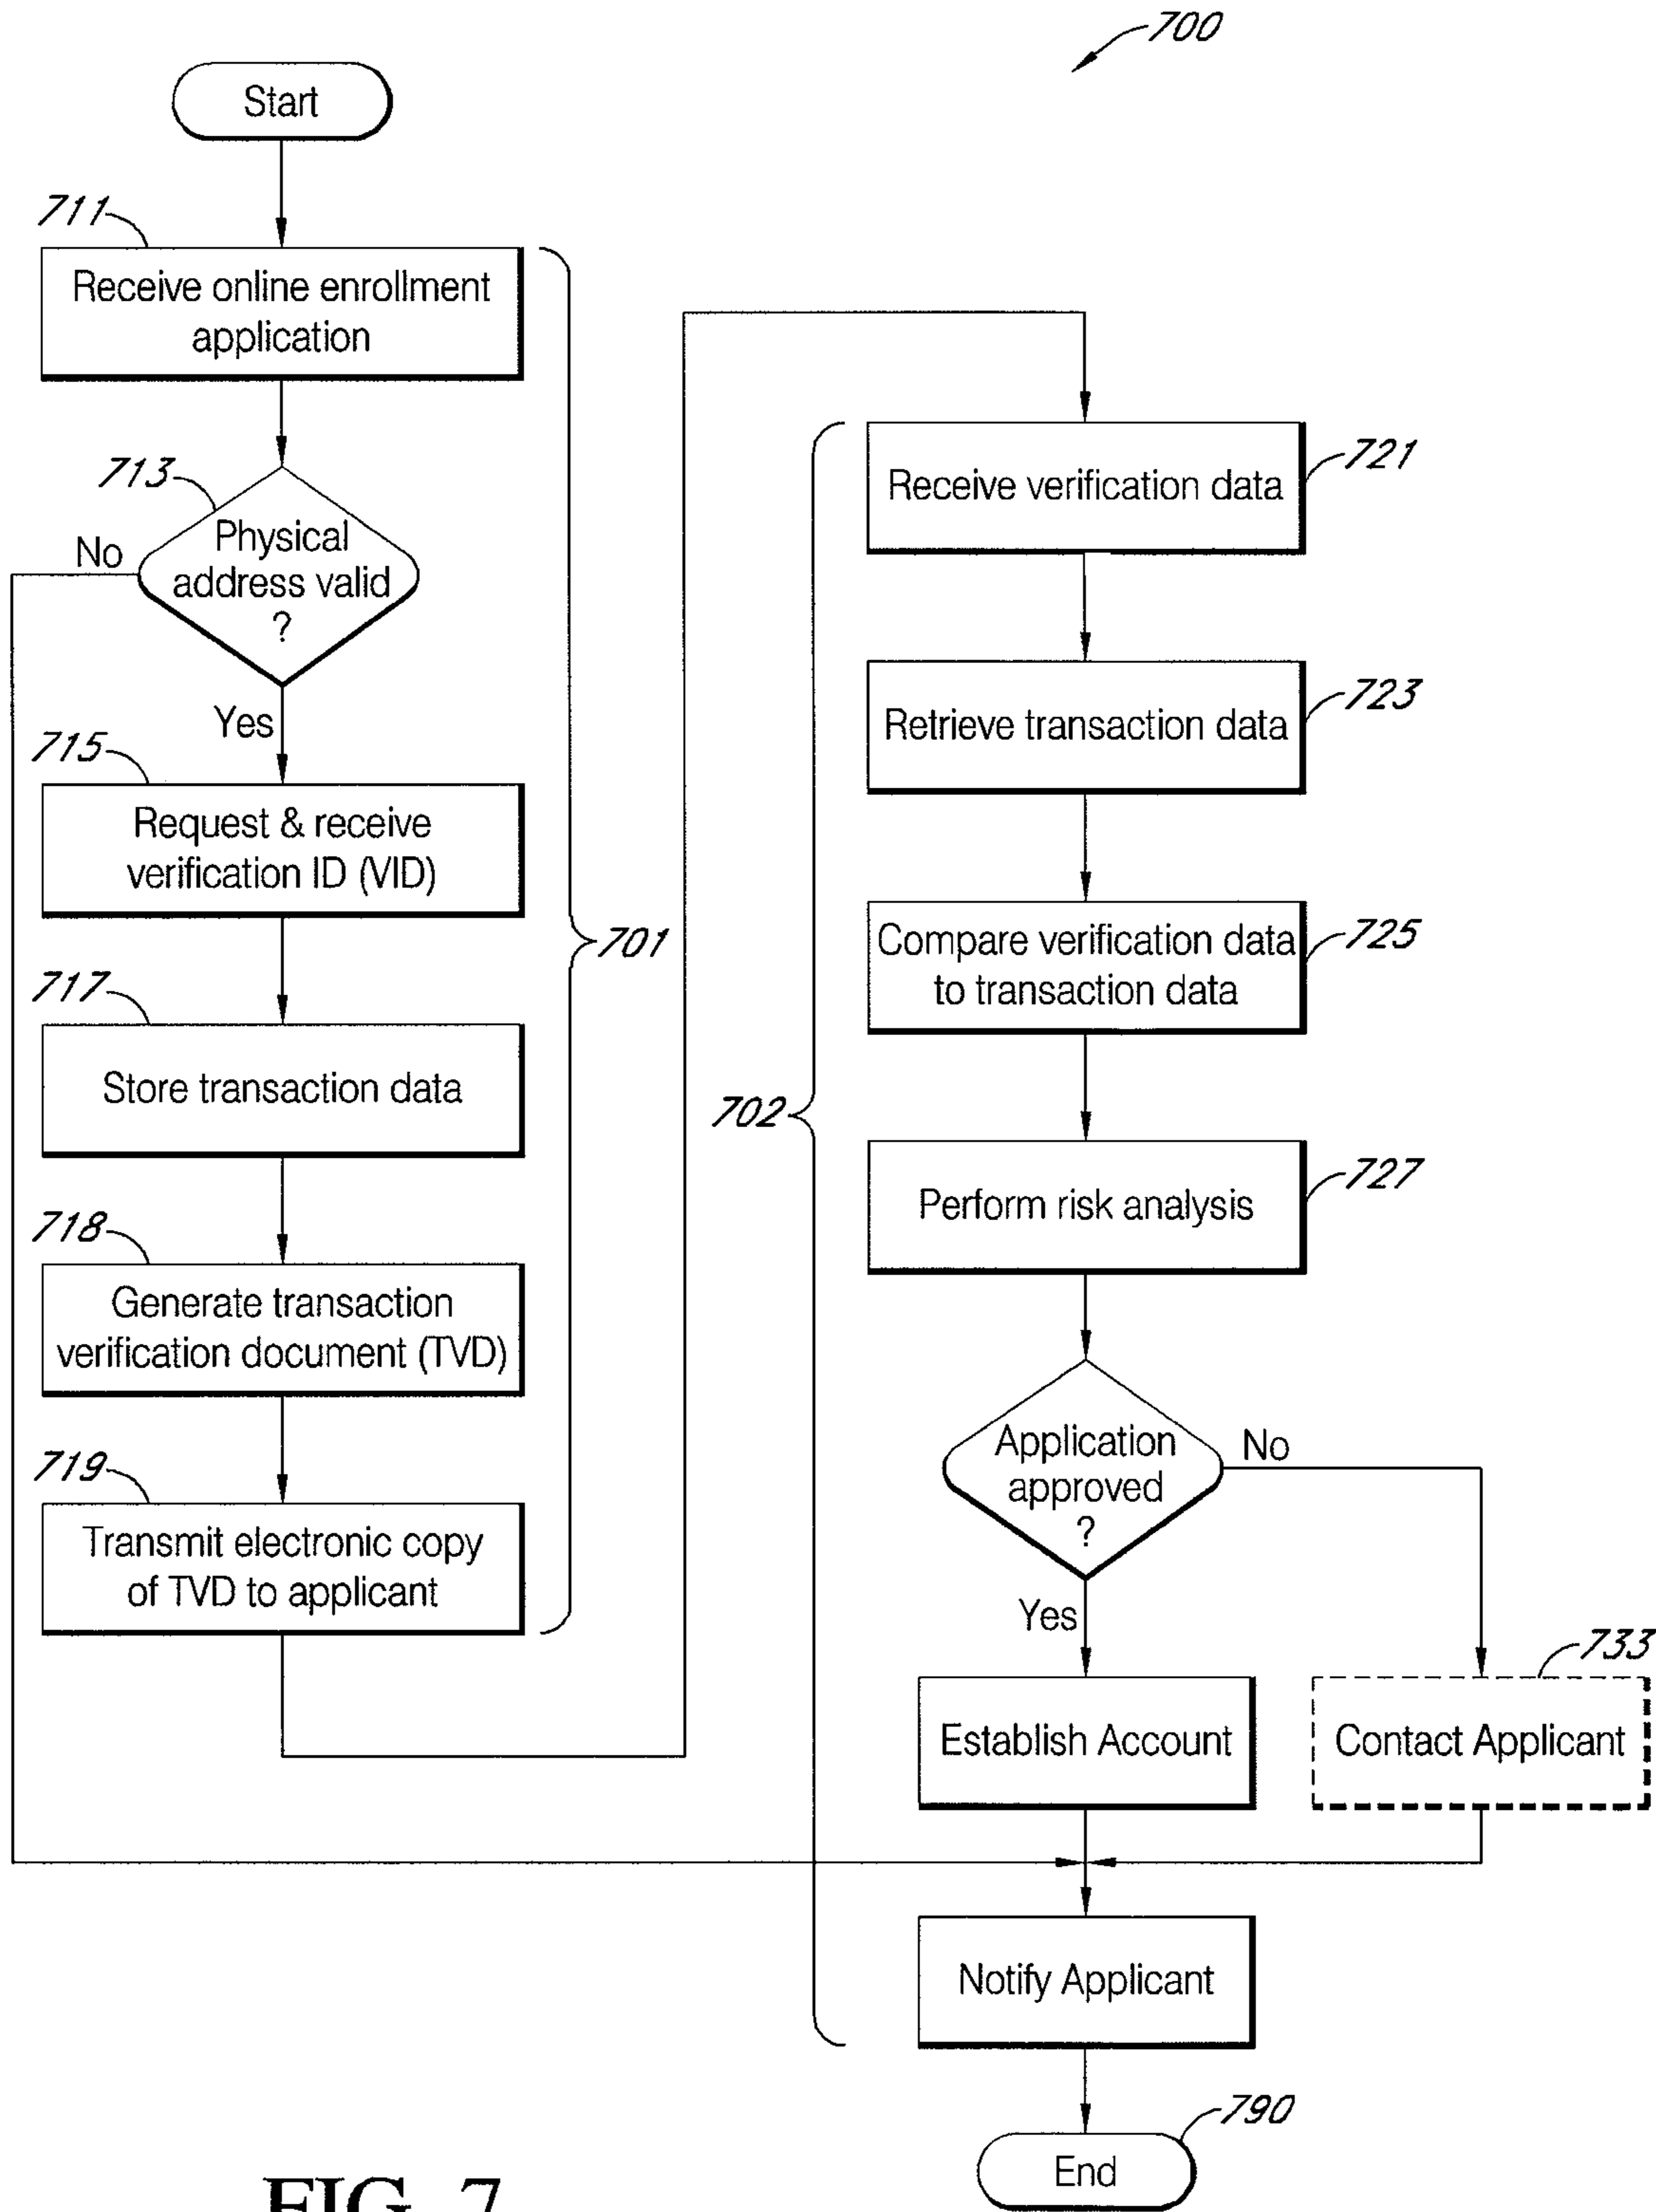 700
Start
711
Receive online enrollment
application
713
Physical
address valid
?
No
Yes
715
Request & receive
verification ID (VID)
717
Store transaction data
718
Generate transaction
verification document (TVD)
719
Transmit electronic copy
of TVD to applicant
701
721
Receive verification data
723
Retrieve transaction data
725
Compare verification data
to transaction data
702
727
Perform risk analysis
Application
approved
?
No
Yes
Establish Account
733
Contact Applicant
Notify Applicant
790
End
FIG. 7